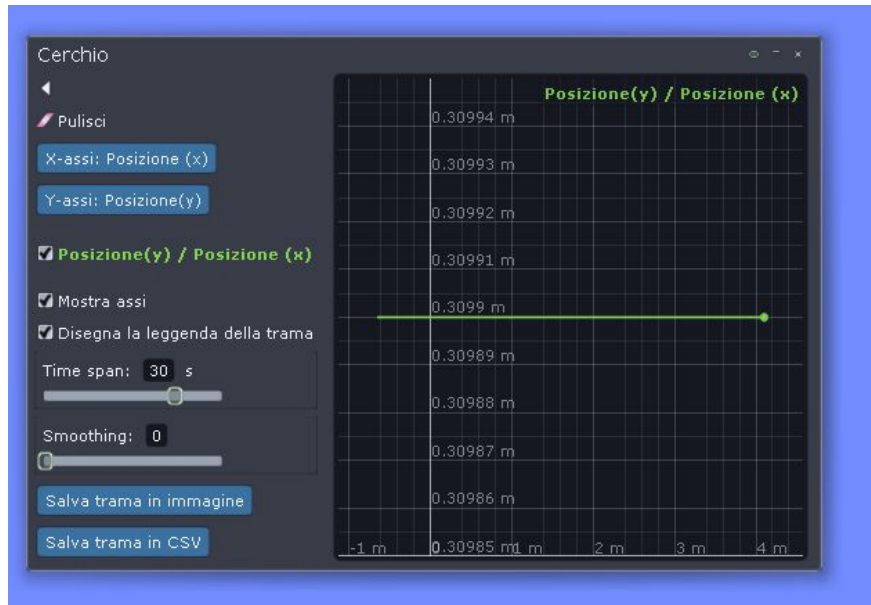 Cerchio
Pulisci
X-assi: Posizione (x)
Y-assi: Posizione(y)
Posizione(y) / Posizione (x)
Mostra assi
Disegna la leggenda della trama
Time span: 30 s
Smoothing: 0
Salva trama in immagine
Salva trama in CSV
Posizione(y) / Posizione (x)
0.30994 m
0.30993 m
0.30992 m
0.30991 m
0.3099 m
0.30989 m
0.30988 m
0.30987 m
0.30986 m
-1 m 0 0.30985 m 1 m 2 m 3 m 4 m